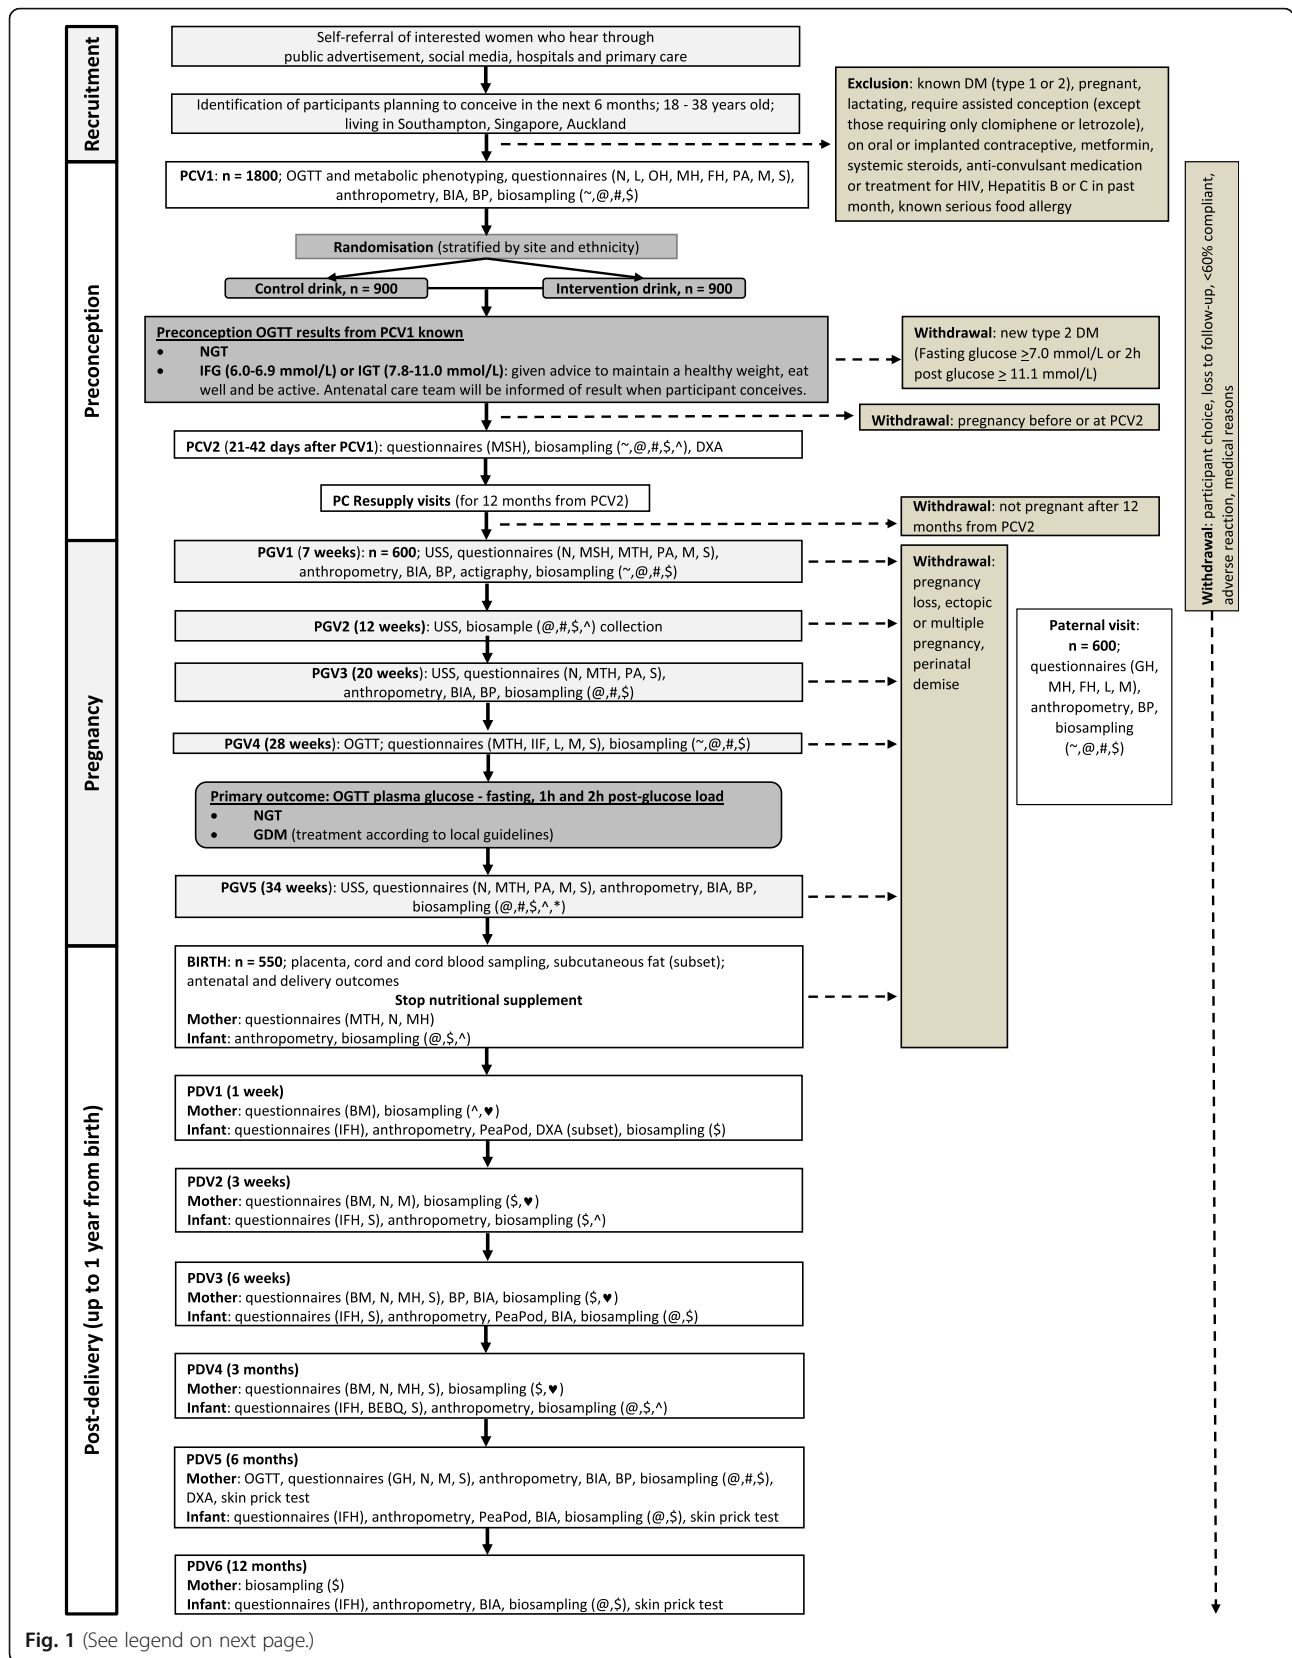 Recruitment
Self-referral of interested women who hear through
public advertisement, social media, hospitals and primary care
Identification of participants planning to conceive in the next 6 months; 18 - 38 years old;
living in Southampton, Singapore, Auckland
Exclusion: known DM (type 1 or 2), pregnant,
lactating, require assisted conception (except
those requiring only clomiphene or letrozole),
on oral or implanted contraceptive, metformin,
systemic steroids, anti-convulsant medication
or treatment for HIV, Hepatitis B or C in past
month, known serious food allergy
Preconception
PCV1: n = 1800; OGTT and metabolic phenotyping, questionnaires (N, L, OH, MH, FH, PA, M, S),
anthropometry, BIA, BP, biosampling (~,@,#,$)
Randomisation (stratified by site and ethnicity)
Control drink, n = 900
Intervention drink, n = 900
Preconception OGTT results from PCV1 known
• NGT
• IFG (6.0-6.9 mmol/L) or IGT (7.8-11.0 mmol/L): given advice to maintain a healthy weight, eat
well and be active. Antenatal care team will be informed of result when participant conceives.
Withdrawal: new type 2 DM
(Fasting glucose ≥7.0 mmol/L or 2h
post glucose ≥ 11.1 mmol/L)
Withdrawal: pregnancy before or at PCV2
PCV2 (21-42 days after PCV1): questionnaires (MSH), biosampling (~,@,#,$,^), DXA
PC Resupply visits (for 12 months from PCV2)
Withdrawal: not pregnant after 12
months from PCV2
Withdrawal: participant choice, loss to follow-up, <60% compliant,
adverse reaction, medical reasons
Pregnancy
PGV1 (7 weeks): n = 600; USS, questionnaires (N, MSH, MTH, PA, M, S),
anthropometry, BIA, BP, actigraphy, biosampling (~,@,#,$)
PGV2 (12 weeks): USS, biosample (@,#,$,^) collection
PGV3 (20 weeks): USS, questionnaires (N, MTH, PA, S),
anthropometry, BIA, BP, biosampling (@,#,$)
PGV4 (28 weeks): OGTT; questionnaires (MTH, IIF, L, M, S), biosampling (~,@,#,$)
Primary outcome: OGTT plasma glucose - fasting, 1h and 2h post-glucose load
• NGT
• GDM (treatment according to local guidelines)
PGV5 (34 weeks): USS, questionnaires (N, MTH, PA, M, S), anthropometry, BIA, BP,
biosampling (@,#,$,^,*)
Withdrawal:
pregnancy
loss, ectopic
or multiple
pregnancy,
perinatal
demise
Paternal visit:
n = 600;
questionnaires (GH,
MH, FH, L, M),
anthropometry, BP,
biosampling
(~,@,#,$)
Post-delivery (up to 1 year from birth)
BIRTH: n = 550; placenta, cord and cord blood sampling, subcutaneous fat (subset);
antenatal and delivery outcomes
Stop nutritional supplement
Mother: questionnaires (MTH, N, MH)
Infant: anthropometry, biosampling (@,$,^)
PDV1 (1 week)
Mother: questionnaires (BM), biosampling (^,♥)
Infant: questionnaires (IFH), anthropometry, PeaPod, DXA (subset), biosampling ($)
PDV2 (3 weeks)
Mother: questionnaires (BM, N, M), biosampling ($,♥)
Infant: questionnaires (IFH, S), anthropometry, biosampling ($,^)
PDV3 (6 weeks)
Mother: questionnaires (BM, N, MH, S), BP, BIA, biosampling ($,♥)
Infant: questionnaires (IFH, S), anthropometry, PeaPod, BIA, biosampling (@,$)
PDV4 (3 months)
Mother: questionnaires (BM, N, MH, S), biosampling ($,♥)
Infant: questionnaires (IFH, BEBQ, S), anthropometry, biosampling (@,$,^)
PDV5 (6 months)
Mother: OGTT, questionnaires (GH, N, M, S), anthropometry, BIA, BP, biosampling (@,#,$),
DXA, skin prick test
Infant: questionnaires (IFH), anthropometry, PeaPod, BIA, biosampling (@,$), skin prick test
PDV6 (12 months)
Mother: biosampling ($)
Infant: questionnaires (IFH), anthropometry, BIA, biosampling (@,$), skin prick test
Fig. 1 (See legend on next page.)